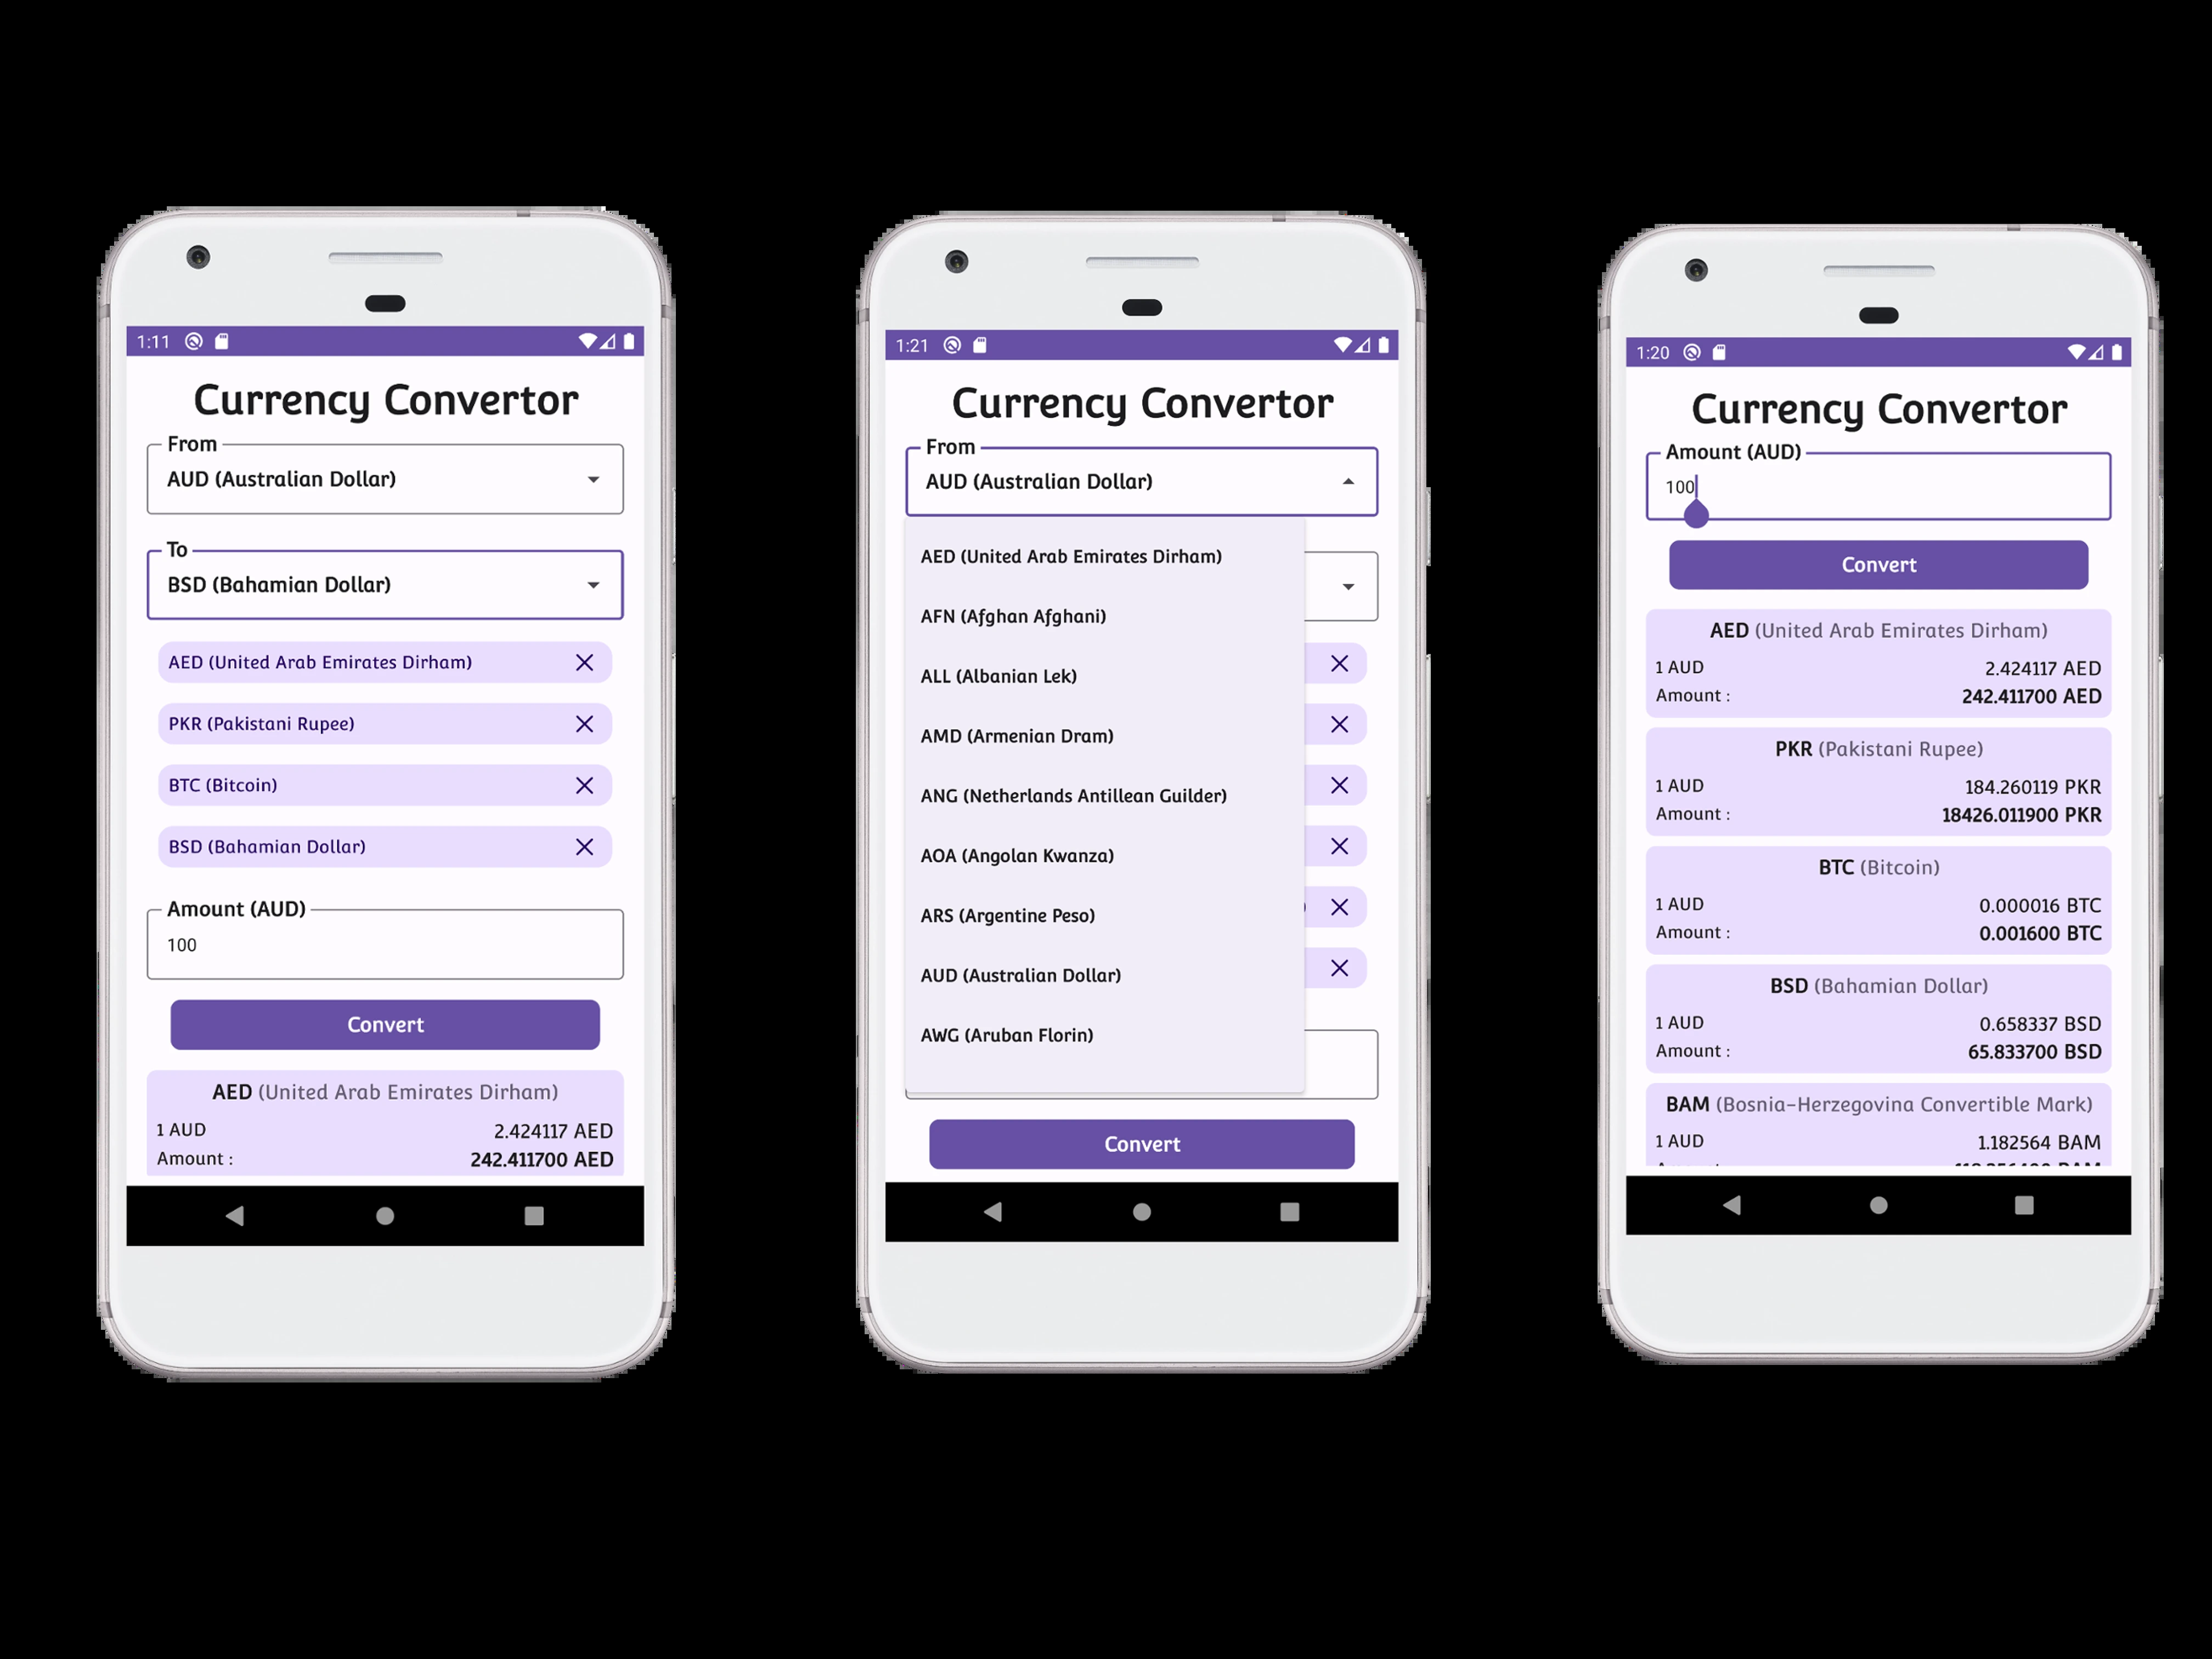 1:11
Currency Convertor
From
AUD (Australian Dollar)
To
BSD (Bahamian Dollar)
AED (United Arab Emirates Dirham)
PKR (Pakistani Rupee)
BTC (Bitcoin)
BSD (Bahamian Dollar)
Amount (AUD)
100
Convert
AED (United Arab Emirates Dirham)
1 AUD 2.424117 AED
Amount : 242.411700 AED
1:21
Currency Convertor
From
AUD (Australian Dollar)
AED (United Arab Emirates Dirham)
AFN (Afghan Afghani)
ALL (Albanian Lek)
AMD (Armenian Dram)
ANG (Netherlands Antillean Guilder)
AOA (Angolan Kwanza)
ARS (Argentine Peso)
AUD (Australian Dollar)
AWG (Aruban Florin)
Convert
1:20
Currency Convertor
Amount (AUD)
100
Convert
AED (United Arab Emirates Dirham)
1 AUD 2.424117 AED
Amount : 242.411700 AED
PKR (Pakistani Rupee)
1 AUD 184.260119 PKR
Amount : 18426.011900 PKR
BTC (Bitcoin)
1 AUD 0.000016 BTC
Amount : 0.001600 BTC
BSD (Bahamian Dollar)
1 AUD 0.658337 BSD
Amount : 65.833700 BSD
BAM (Bosnia-Herzegovina Convertible Mark)
1 AUD 1.182564 BAM